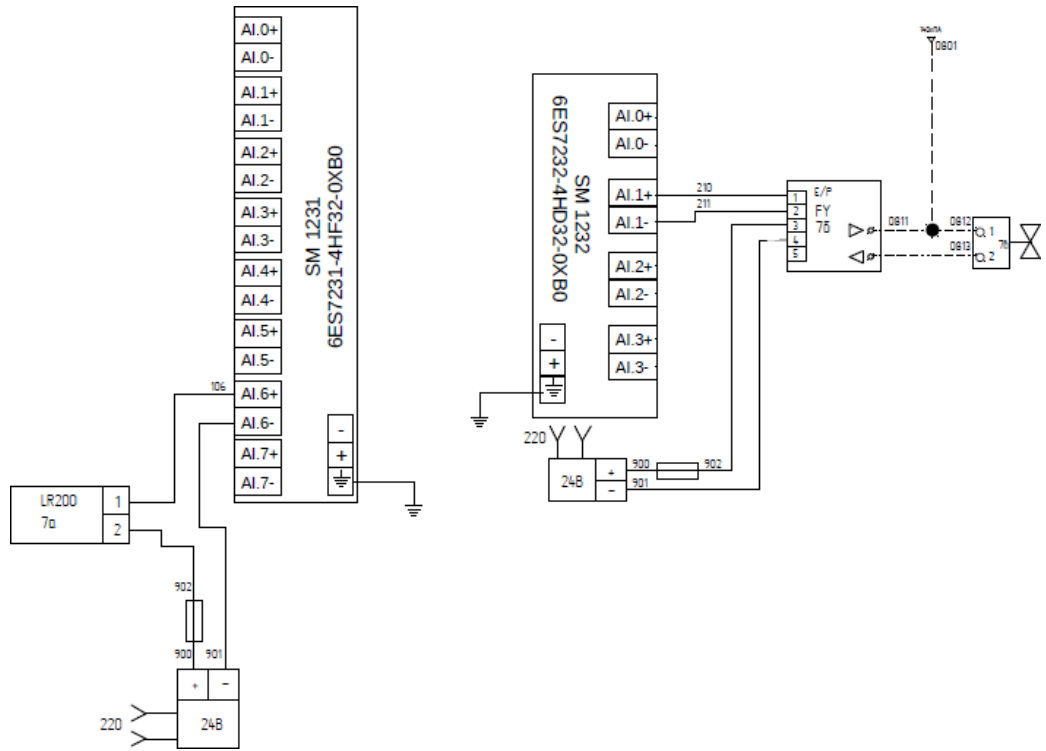 AI.0+
AI.0-
AI.1+
AI.1-
AI.2+
AI.2-
AI.3+
AI.3-
AI.4+
AI.4-
AI.5+
AI.5-
AI.6+
AI.6-
AI.7+
AI.7-
SM 1231
6ES7231-4HF32-0XB0
-
+
106
LR200
7а
1
2
902
900
901
+
-
24В
220
SM 1232
6ES7232-4HD32-0XB0
AI.0+
AI.0-
AI.1+
AI.1-
AI.2+
AI.2-
AI.3+
AI.3-
-
+
220
24В
+
-
900
902
901
210
211
1
2
3
4
5
E/P
FY
7б
140кПА
0801
0811
0812
0813
1
2